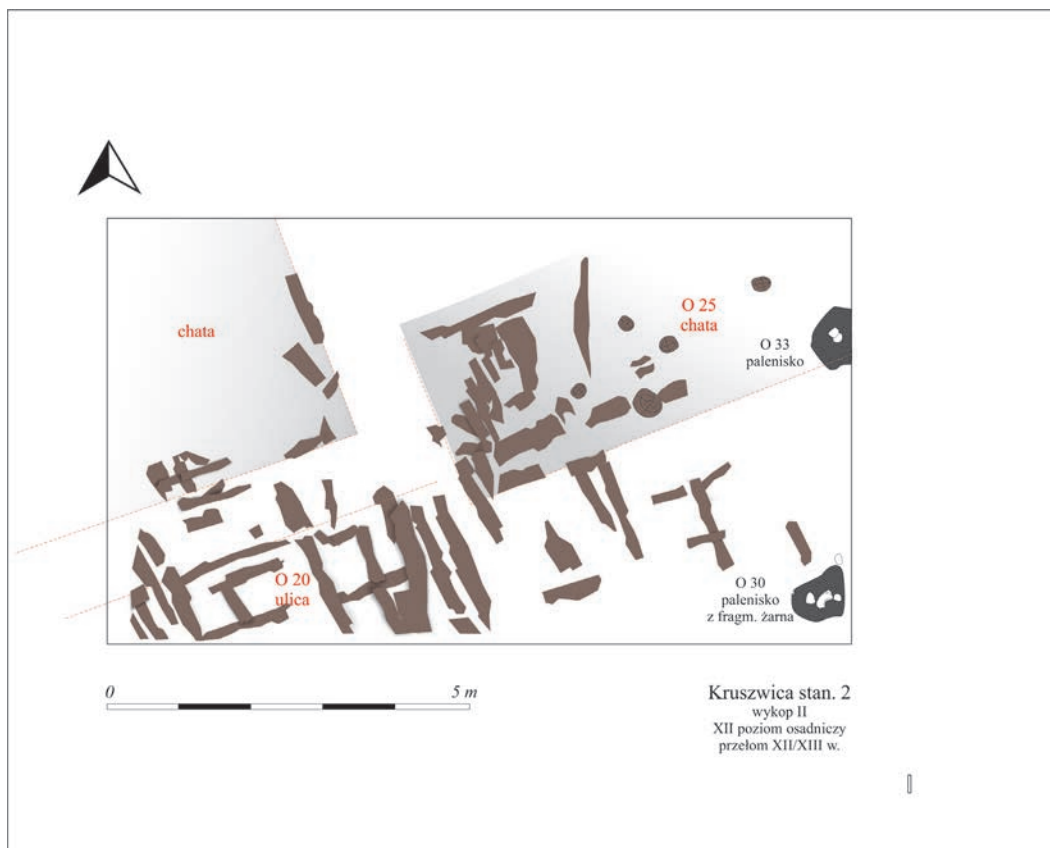 chata
O 25
chata
O 33
palenisko
O 20
ulica
O 30
palenisko
z fragm. żarna
0 5 m
Kruszwica stan. 2
wykop II
XII poziom osadniczy
przełom XII/XIII w.